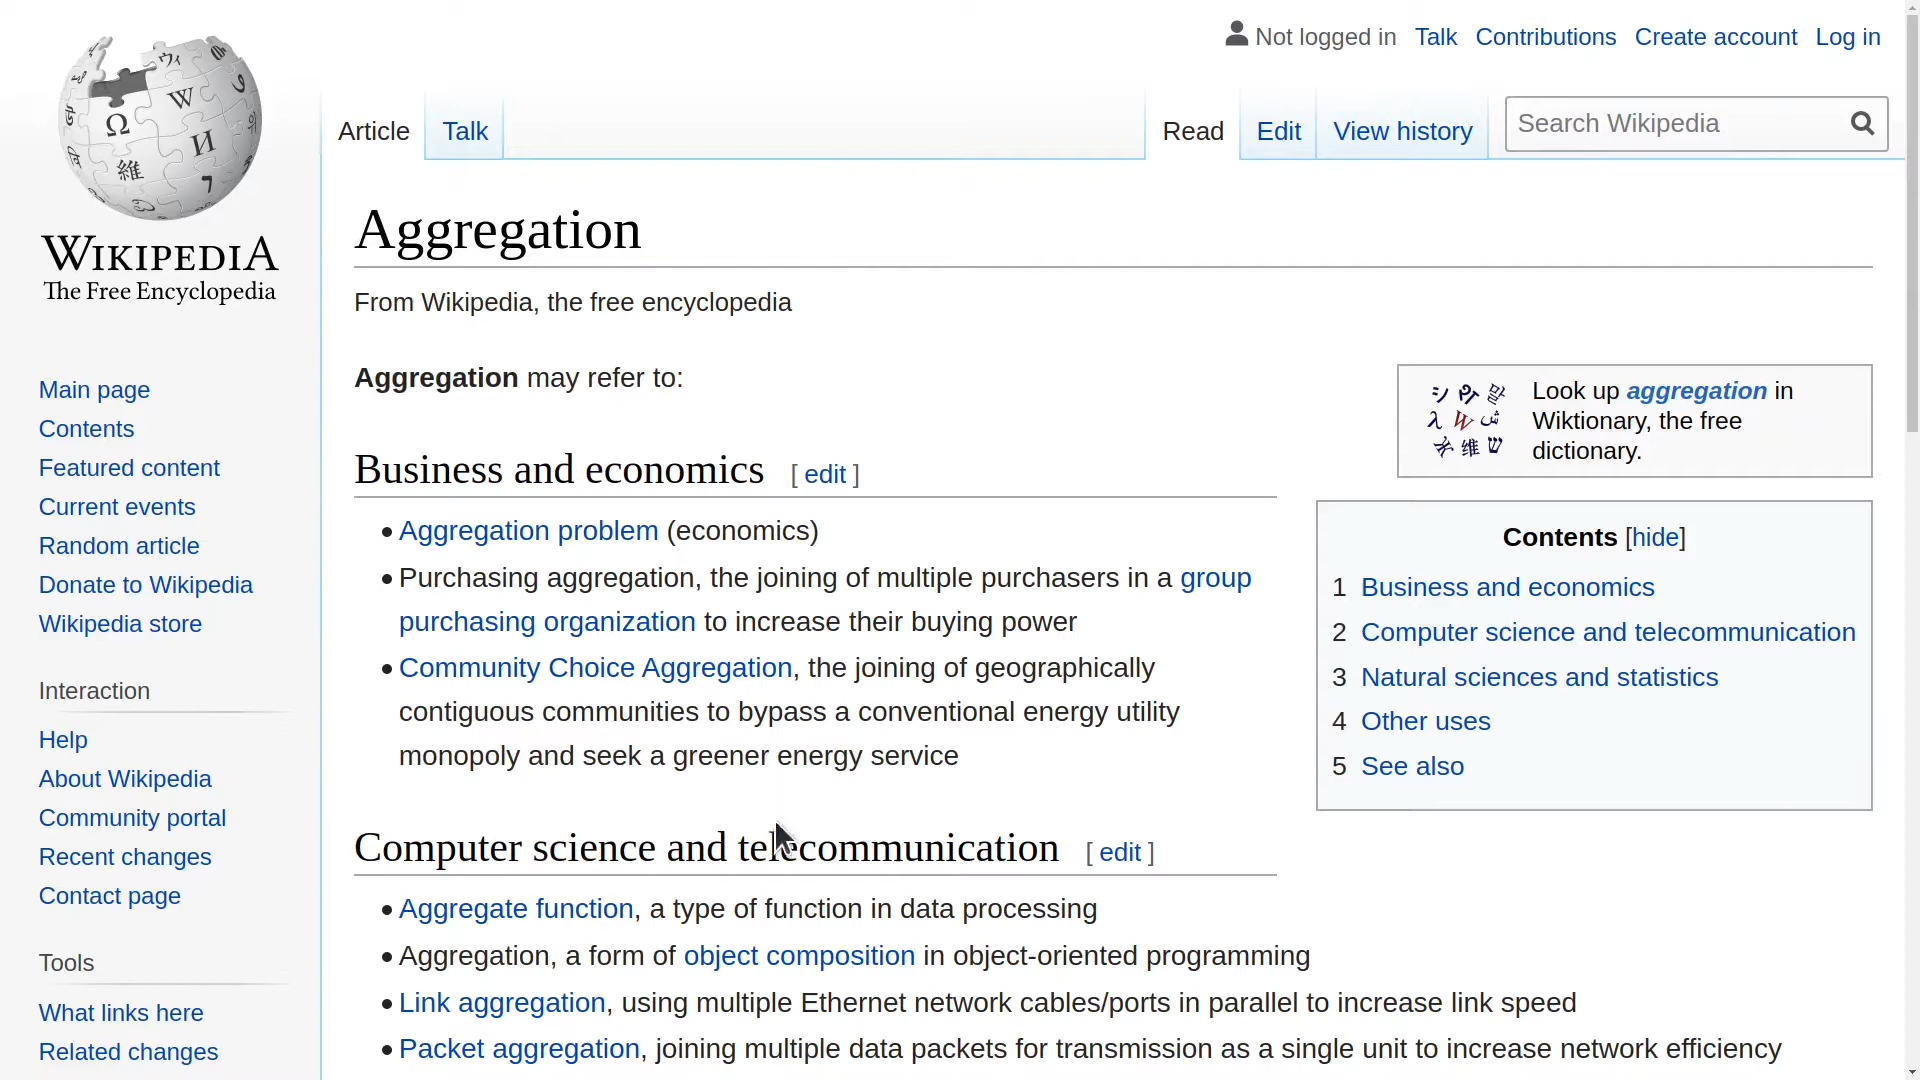 Not logged in Talk Contributions Create account Log in
Article Talk Read Edit View history Search Wikipedia
WIKIPEDIA
The Free Encyclopedia
Main page
Contents
Featured content
Current events
Random article
Donate to Wikipedia
Wikipedia store
Interaction
Help
About Wikipedia
Community portal
Recent changes
Contact page
Tools
What links here
Related changes
Aggregation
From Wikipedia, the free encyclopedia
Aggregation may refer to:
Look up aggregation in
Wiktionary, the free
dictionary.
Contents [hide]
1 Business and economics
2 Computer science and telecommunication
3 Natural sciences and statistics
4 Other uses
5 See also
Business and economics [ edit ]
• Aggregation problem (economics)
• Purchasing aggregation, the joining of multiple purchasers in a group
purchasing organization to increase their buying power
• Community Choice Aggregation, the joining of geographically
contiguous communities to bypass a conventional energy utility
monopoly and seek a greener energy service
Computer science and telecommunication [ edit ]
• Aggregate function, a type of function in data processing
• Aggregation, a form of object composition in object-oriented programming
• Link aggregation, using multiple Ethernet network cables/ports in parallel to increase link speed
• Packet aggregation, joining multiple data packets for transmission as a single unit to increase network efficiency